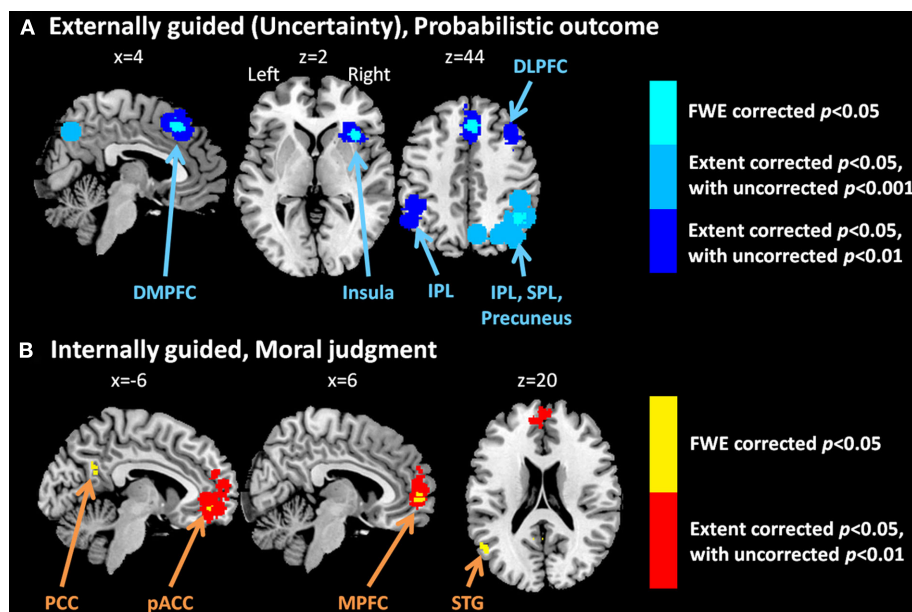 A Externally guided (Uncertainty), Probabilistic outcome
x=4
z=2
z=44
Left
Right
DLPFC
DMPFC
Insula
IPL
IPL, SPL,
Precuneus
FWE corrected p<0.05
Extent corrected p<0.05,
with uncorrected p<0.001
Extent corrected p<0.05,
with uncorrected p<0.01
B Internally guided, Moral judgment
x=-6
x=6
z=20
PCC
pACC
MPFC
STG
FWE corrected p<0.05
Extent corrected p<0.05,
with uncorrected p<0.01